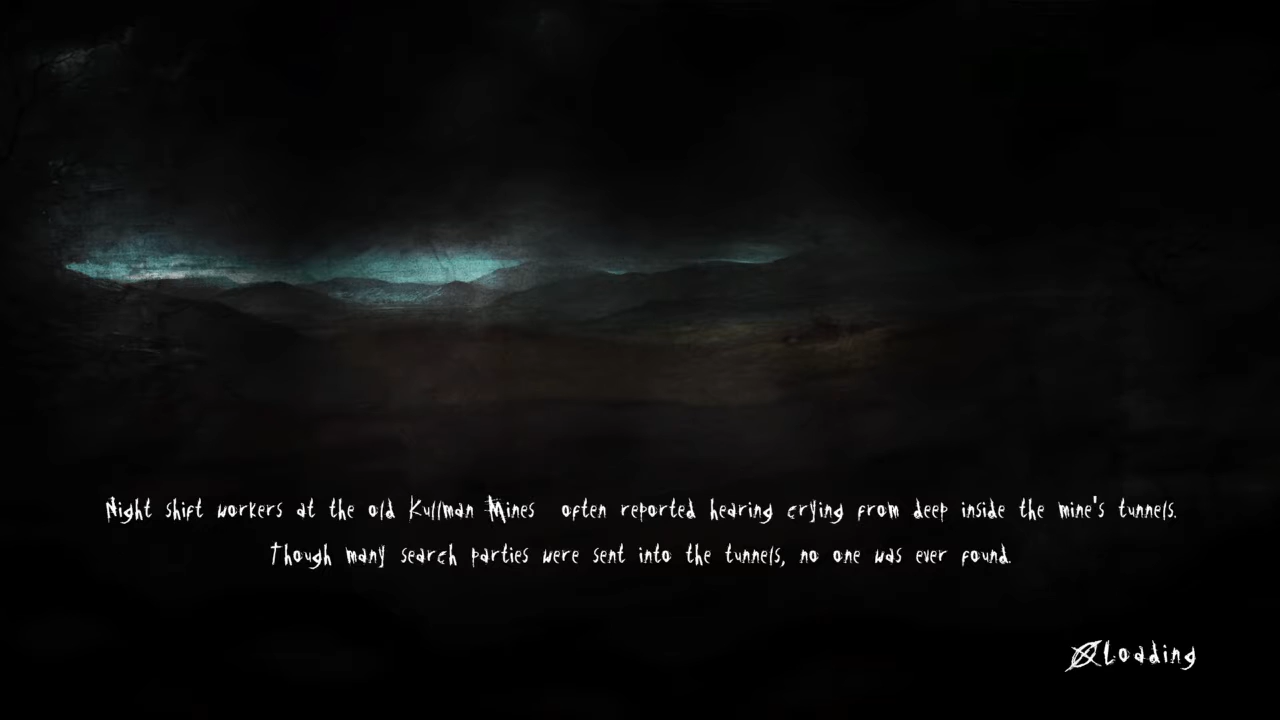 Night shift workers at the old Kullman Mines often reported hearing crying from deep inside the mine's tunnels.
Though many search parties were sent into the tunnels, no one was ever found.
Loading